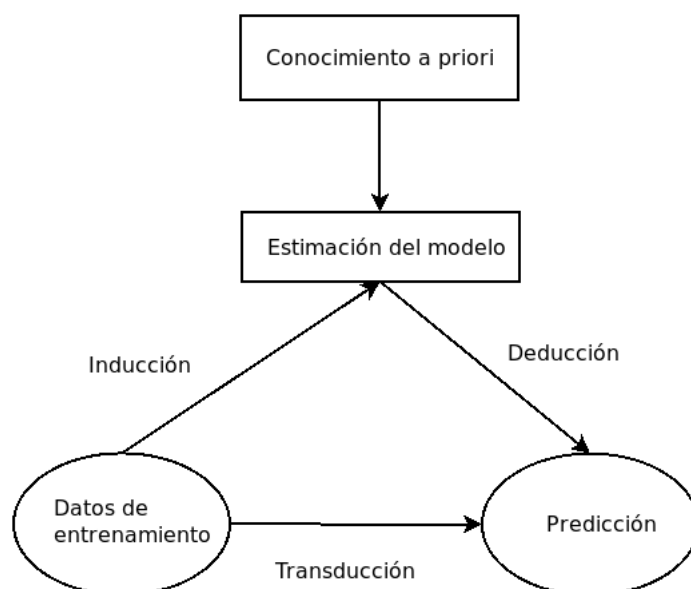 Conocimiento a priori
Estimación del modelo
Inducción
Deducción
Datos de
entrenamiento
Predicción
Transducción